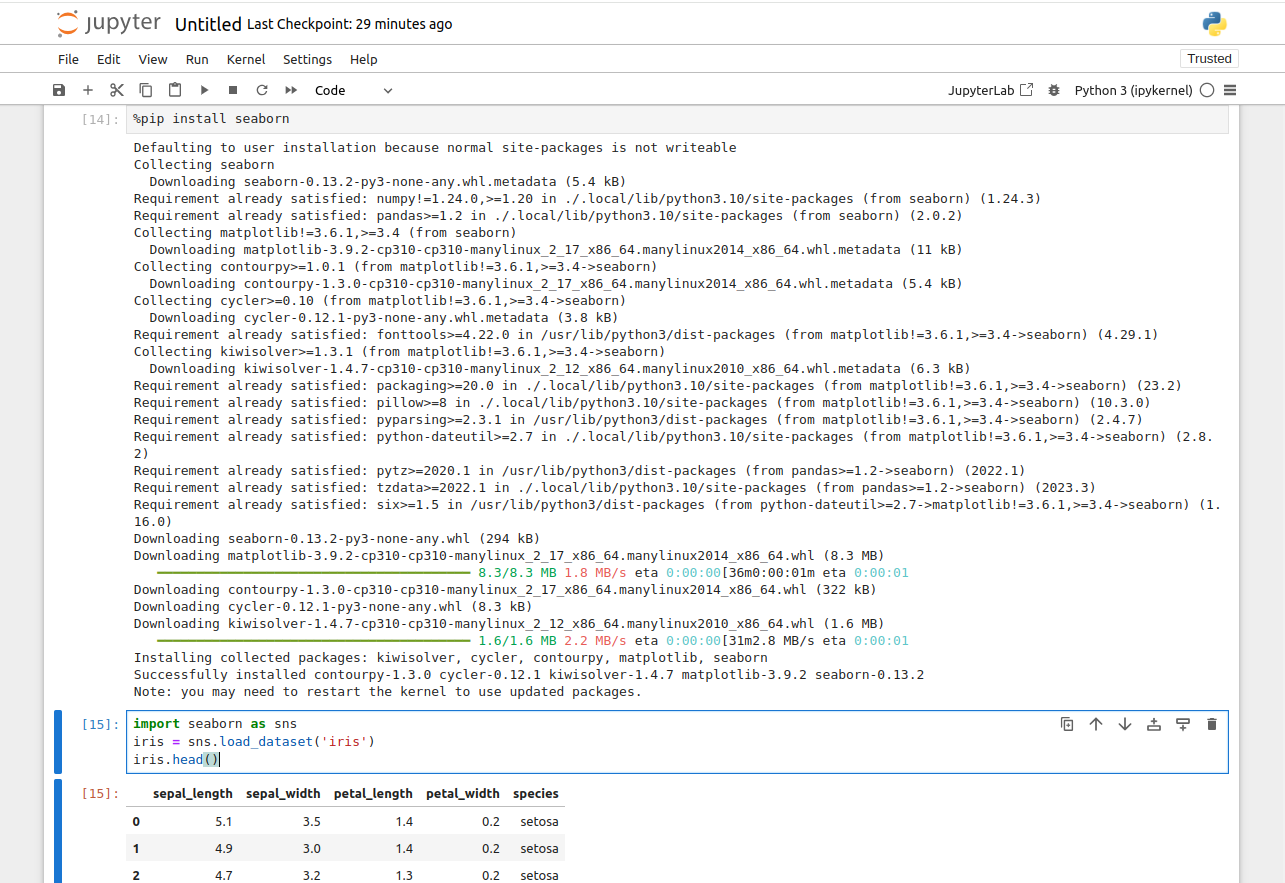 jupyter Untitled Last Checkpoint: 29 minutes ago
File Edit View Run Kernel Settings Help Trusted
Code JupyterLab Python 3 (ipykernel)
[14]: %pip install seaborn
Defaulting to user installation because normal site-packages is not writeable
Collecting seaborn
Downloading seaborn-0.13.2-py3-none-any.whl.metadata (5.4 kB)
Requirement already satisfied: numpy!=1.24.0,>=1.20 in ./.local/lib/python3.10/site-packages (from seaborn) (1.24.3)
Requirement already satisfied: pandas>=1.2 in ./.local/lib/python3.10/site-packages (from seaborn) (2.0.2)
Collecting matplotlib!=3.6.1,>=3.4 (from seaborn)
Downloading matplotlib-3.9.2-cp310-cp310-manylinux_2_17_x86_64.manylinux2014_x86_64.whl.metadata (11 kB)
Collecting contourpy>=1.0.1 (from matplotlib!=3.6.1,>=3.4->seaborn)
Downloading contourpy-1.3.0-cp310-cp310-manylinux_2_17_x86_64.manylinux2014_x86_64.whl.metadata (5.4 kB)
Collecting cycler>=0.10 (from matplotlib!=3.6.1,>=3.4->seaborn)
Downloading cycler-0.12.1-py3-none-any.whl.metadata (3.8 kB)
Requirement already satisfied: fonttools>=4.22.0 in /usr/lib/python3/dist-packages (from matplotlib!=3.6.1,>=3.4->seaborn) (4.29.1)
Collecting kiwisolver>=1.3.1 (from matplotlib!=3.6.1,>=3.4->seaborn)
Downloading kiwisolver-1.4.7-cp310-cp310-manylinux_2_12_x86_64.manylinux2010_x86_64.whl.metadata (6.3 kB)
Requirement already satisfied: packaging>=20.0 in ./.local/lib/python3.10/site-packages (from matplotlib!=3.6.1,>=3.4->seaborn) (23.2)
Requirement already satisfied: pillow>=8 in ./.local/lib/python3.10/site-packages (from matplotlib!=3.6.1,>=3.4->seaborn) (10.3.0)
Requirement already satisfied: pyparsing>=2.3.1 in /usr/lib/python3/dist-packages (from matplotlib!=3.6.1,>=3.4->seaborn) (2.4.7)
Requirement already satisfied: python-dateutil>=2.7 in ./.local/lib/python3.10/site-packages (from matplotlib!=3.6.1,>=3.4->seaborn) (2.8.
2)
Requirement already satisfied: pytz>=2020.1 in /usr/lib/python3/dist-packages (from pandas>=1.2->seaborn) (2022.1)
Requirement already satisfied: tzdata>=2022.1 in ./.local/lib/python3.10/site-packages (from pandas>=1.2->seaborn) (2023.3)
Requirement already satisfied: six>=1.5 in /usr/lib/python3/dist-packages (from python-dateutil>=2.7->matplotlib!=3.6.1,>=3.4->seaborn) (1.
16.0)
Downloading seaborn-0.13.2-py3-none-any.whl (294 kB)
Downloading matplotlib-3.9.2-cp310-cp310-manylinux_2_17_x86_64.manylinux2014_x86_64.whl (8.3 MB)
8.3/8.3 MB 1.8 MB/s eta 0:00:00[36m0:00:01m eta 0:00:01
Downloading contourpy-1.3.0-cp310-cp310-manylinux_2_17_x86_64.manylinux2014_x86_64.whl (322 kB)
Downloading cycler-0.12.1-py3-none-any.whl (8.3 kB)
Downloading kiwisolver-1.4.7-cp310-cp310-manylinux_2_12_x86_64.manylinux2010_x86_64.whl (1.6 MB)
1.6/1.6 MB 2.2 MB/s eta 0:00:00[31m2.8 MB/s eta 0:00:01
Installing collected packages: kiwisolver, cycler, contourpy, matplotlib, seaborn
Successfully installed contourpy-1.3.0 cycler-0.12.1 kiwisolver-1.4.7 matplotlib-3.9.2 seaborn-0.13.2
Note: you may need to restart the kernel to use updated packages.
[15]: import seaborn as sns
iris = sns.load_dataset('iris')
iris.head()
[15]: sepal_length sepal_width petal_length petal_width species
0 5.1 3.5 1.4 0.2 setosa
1 4.9 3.0 1.4 0.2 setosa
2 4.7 3.2 1.3 0.2 setosa